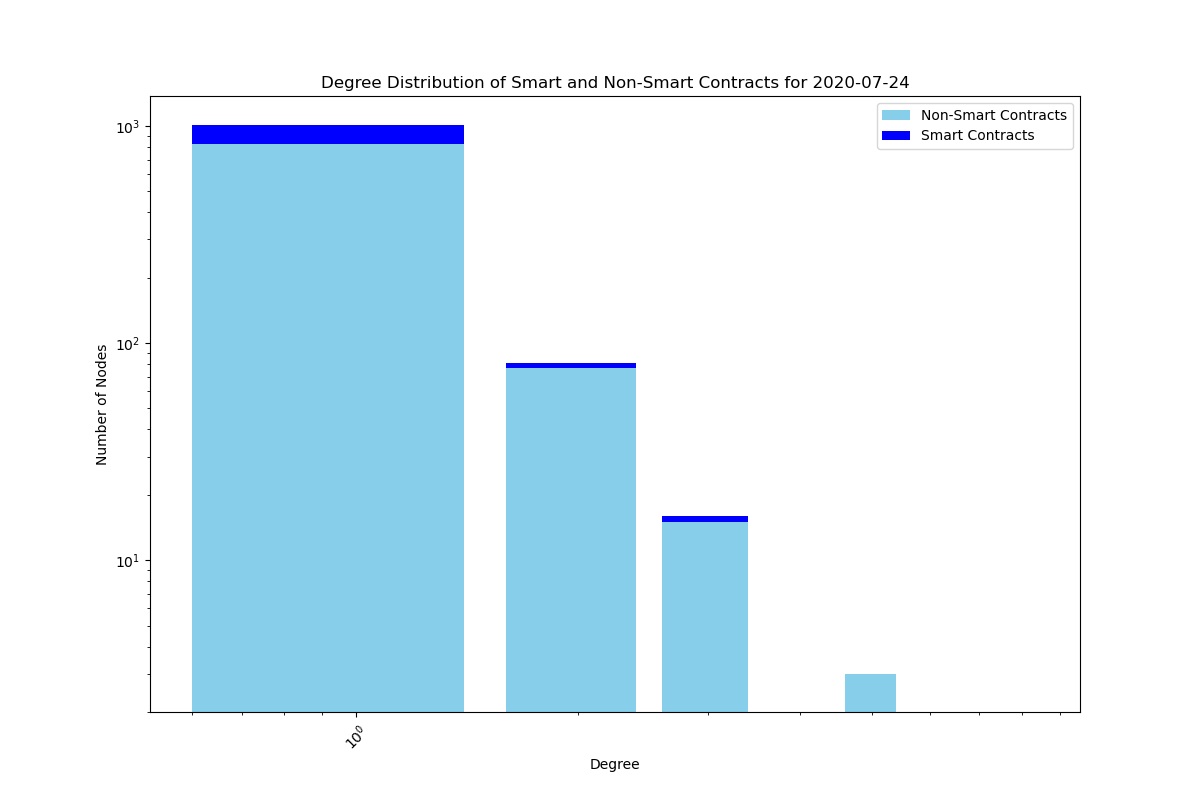 Degree Distribution of Smart and Non-Smart Contracts for 2020-07-24
Non-Smart Contracts
Smart Contracts
10³
10²
10¹
Number of Nodes
10⁰
Degree